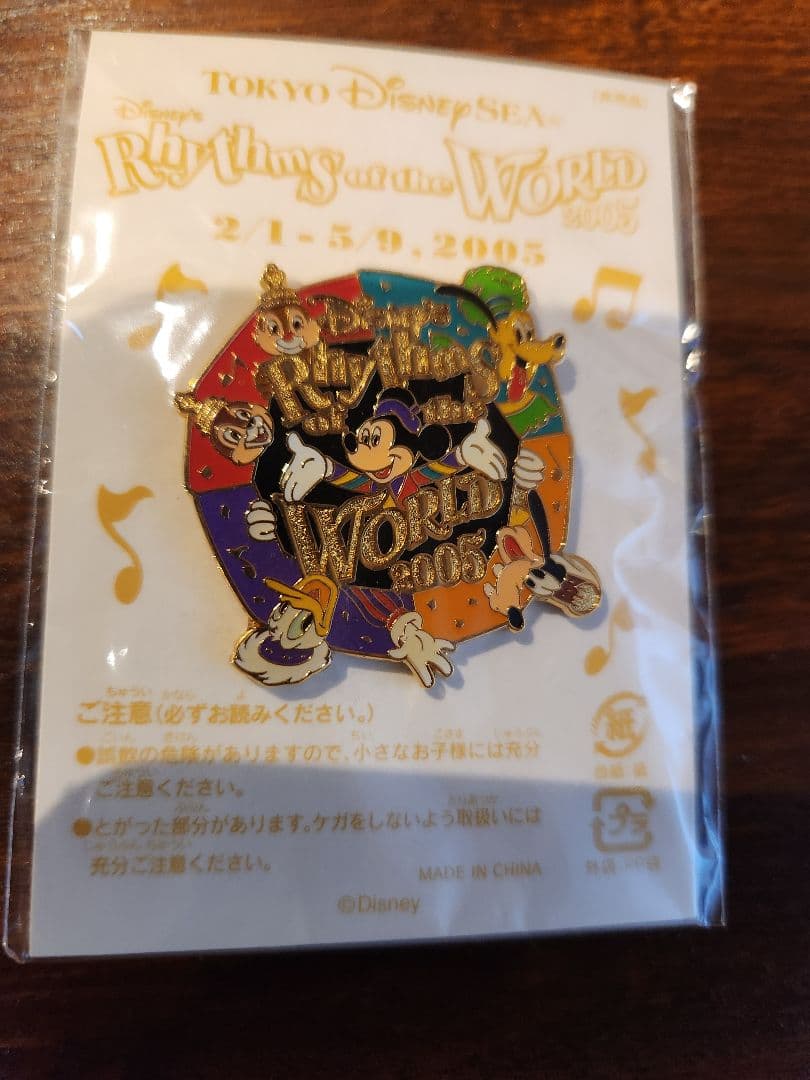 TOKYO DISNEYSEA®
Disney's
Rhythms of the WORLD
2005
2/1 - 5/9, 2005
Disney's
Rhythms
of the
WORLD
2005
ご注意(必ずお読みください。)
●誤飲の危険がありますので、小さなお子様には充分
ご注意ください。
●とがった部分があります。ケガをしないよう取扱いには
充分ご注意ください。
MADE IN CHINA
©Disney
紙
プラ